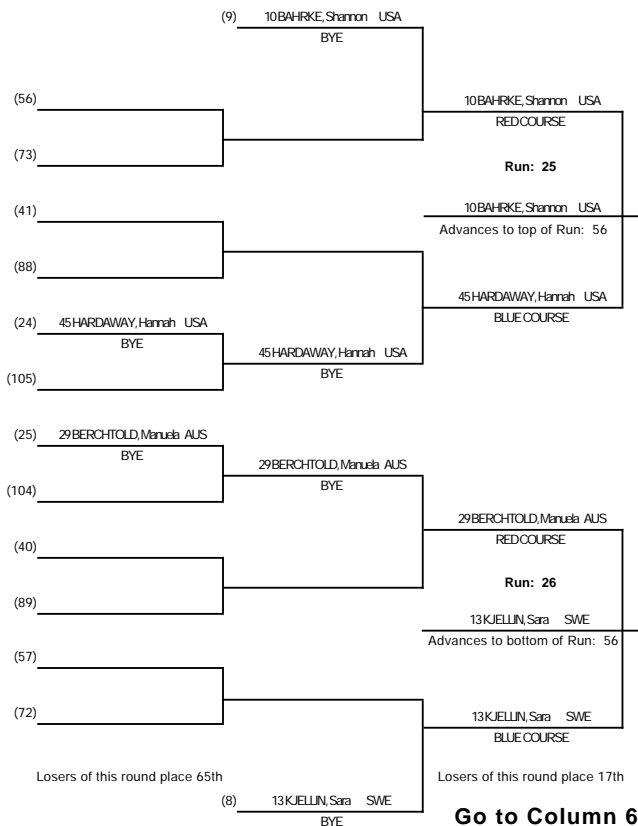 (9) 10 BAHRKE, Shannon USA
BYE
(56)
10 BAHRKE, Shannon USA
RED COURSE
(73)
Run: 25
(41)
10 BAHRKE, Shannon USA
Advances to top of Run: 56
(88)
45 HARDAWAY, Hannah USA
BLUE COURSE
(24) 45 HARDAWAY, Hannah USA
BYE
45 HARDAWAY, Hannah USA
BYE
(105)
(25) 29 BERCHTOLD, Manuela AUS
BYE
29 BERCHTOLD, Manuela AUS
BYE
(104)
29 BERCHTOLD, Manuela AUS
RED COURSE
(40)
Run: 26
(89)
13 KJELLIN, Sara SWE
Advances to bottom of Run: 56
(57)
(72)
13 KJELLIN, Sara SWE
BLUE COURSE
Losers of this round place 65th
Losers of this round place 17th
(8) 13 KJELLIN, Sara SWE
BYE
Go to Column 6